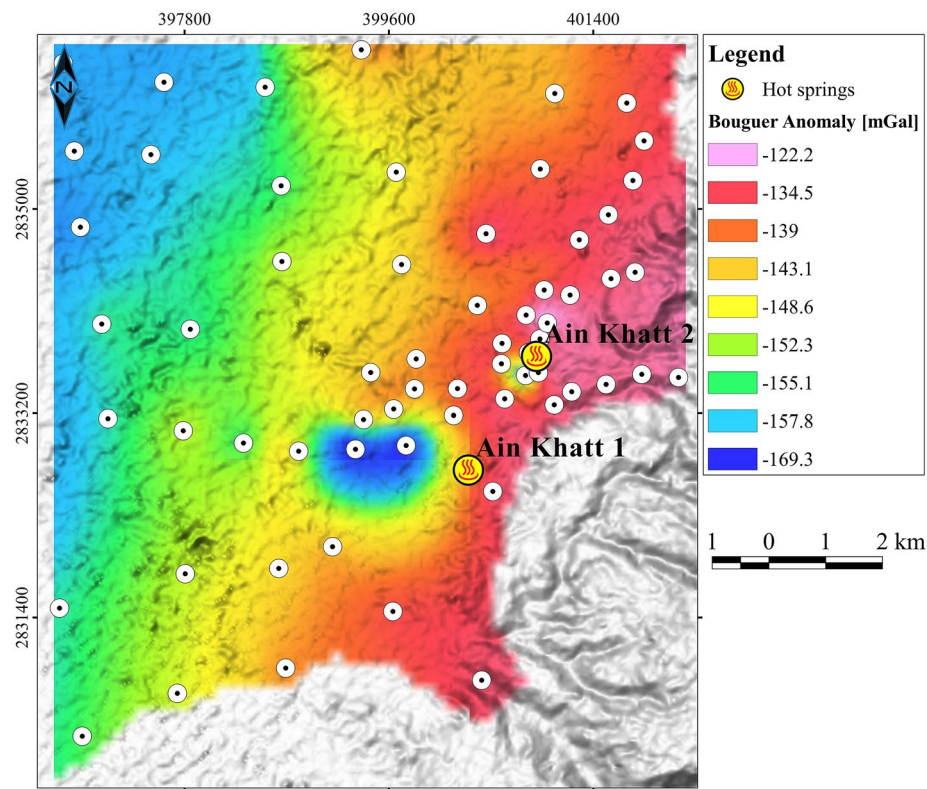 397800 399600 401400
2835000
2833200
2831400
N
Ain Khatt 2
Ain Khatt 1
Legend
Hot springs
Bouguer Anomaly [mGal]
-122.2
-134.5
-139
-143.1
-148.6
-152.3
-155.1
-157.8
-169.3
1 0 1 2 km